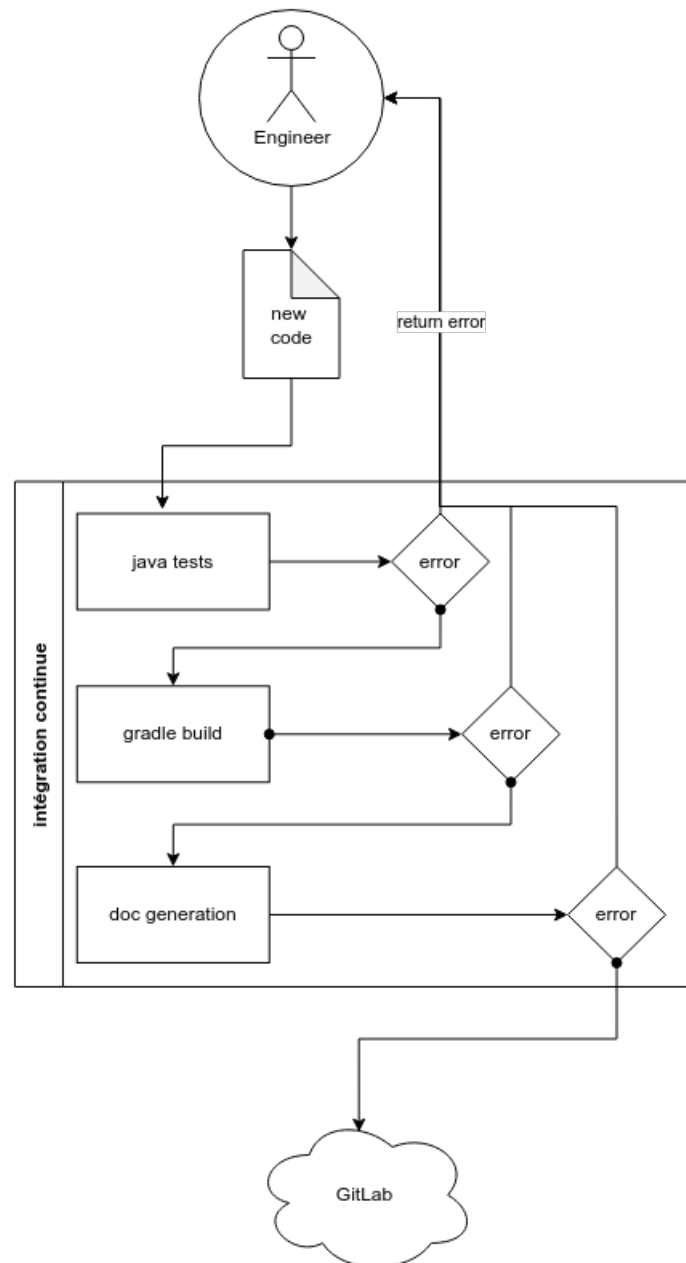 Engineer
new
code
return error
intégration continue
java tests
error
gradle build
error
doc generation
error
GitLab